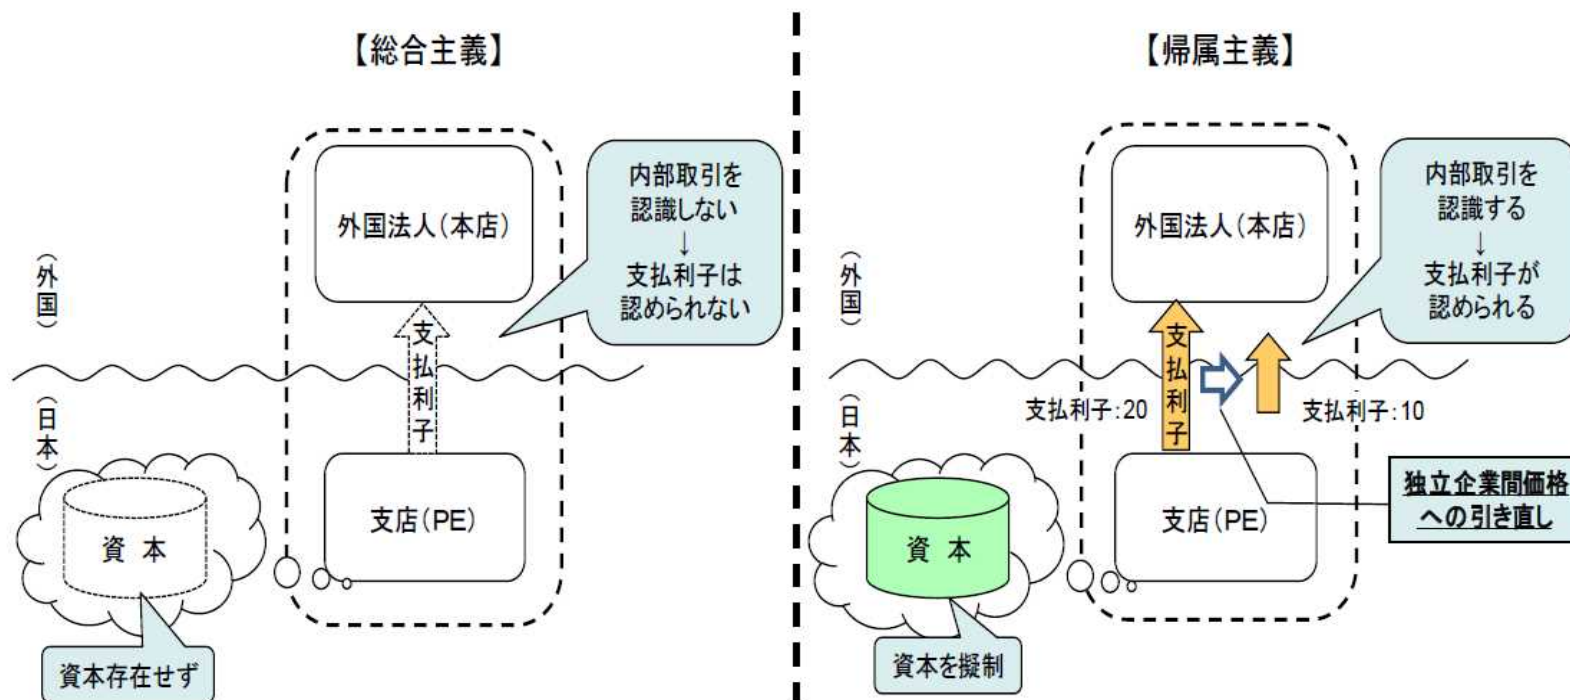 【総合主義】
外国法人(本店)
内部取引を
認識しない
↓
支払利子は
認められない
(外国)
支払利子
(日本)
資 本
支店(PE)
資本存在せず
【帰属主義】
外国法人(本店)
内部取引を
認識する
↓
支払利子が
認められる
(外国)
支払利子
支払利子:20
支払利子:10
(日本)
資 本
支店(PE)
独立企業間価格
への引き直し
資本を擬制